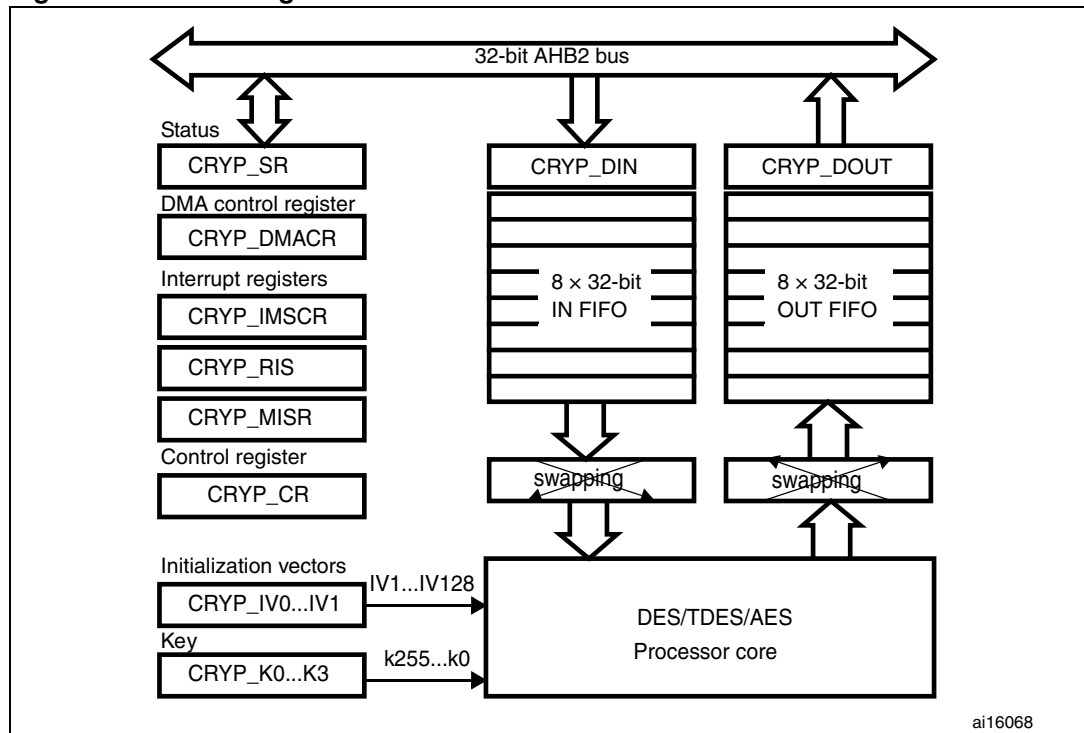 32-bit AHB2 bus
Status
CRYP_SR
DMA control register
CRYP_DMACR
Interrupt registers
CRYP_IMSCR
CRYP_RIS
CRYP_MISR
Control register
CRYP_CR
CRYP_DIN
8 × 32-bit
IN FIFO
swapping
CRYP_DOUT
8 × 32-bit
OUT FIFO
swapping
Initialization vectors
CRYP_IV0...IV1
IV1...IV128
Key
CRYP_K0...K3
k255...k0
DES/TDES/AES
Processor core
ai16068